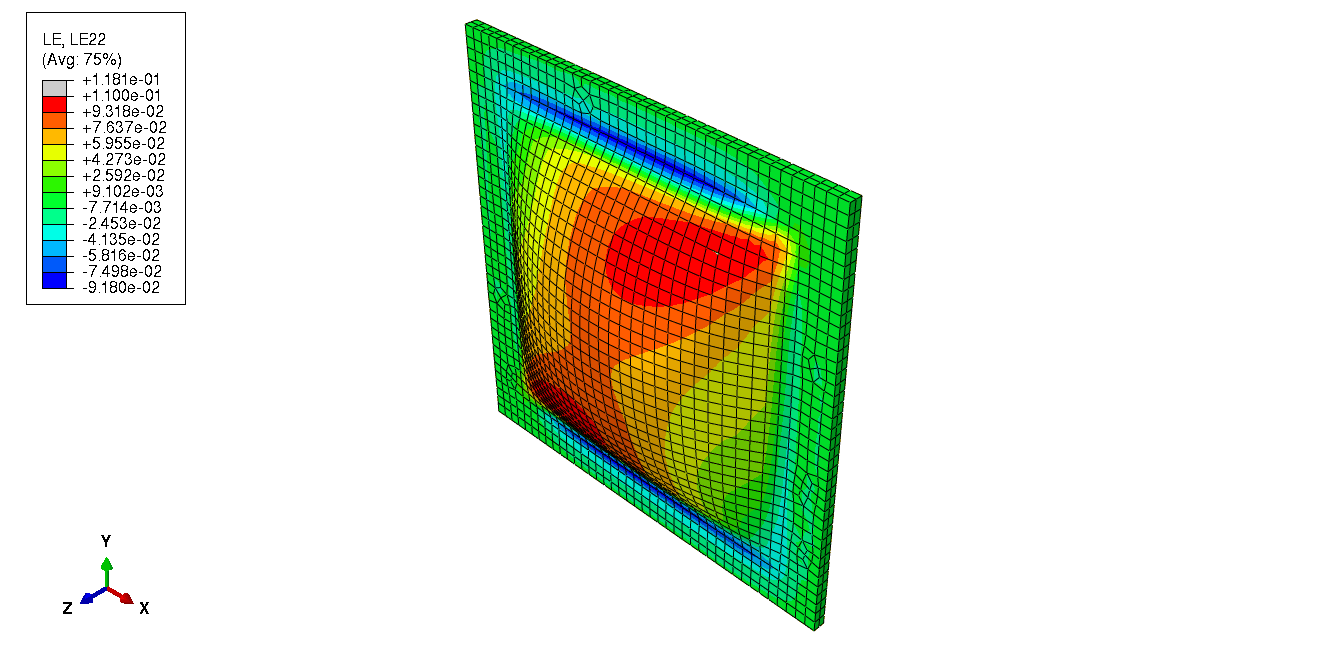 LE, LE22
(Avg: 75%)
+1.181e-01
+1.100e-01
+9.318e-02
+7.637e-02
+5.955e-02
+4.273e-02
+2.592e-02
+9.102e-03
-7.714e-03
-2.453e-02
-4.135e-02
-5.816e-02
-7.498e-02
-9.180e-02
Y
Z
X